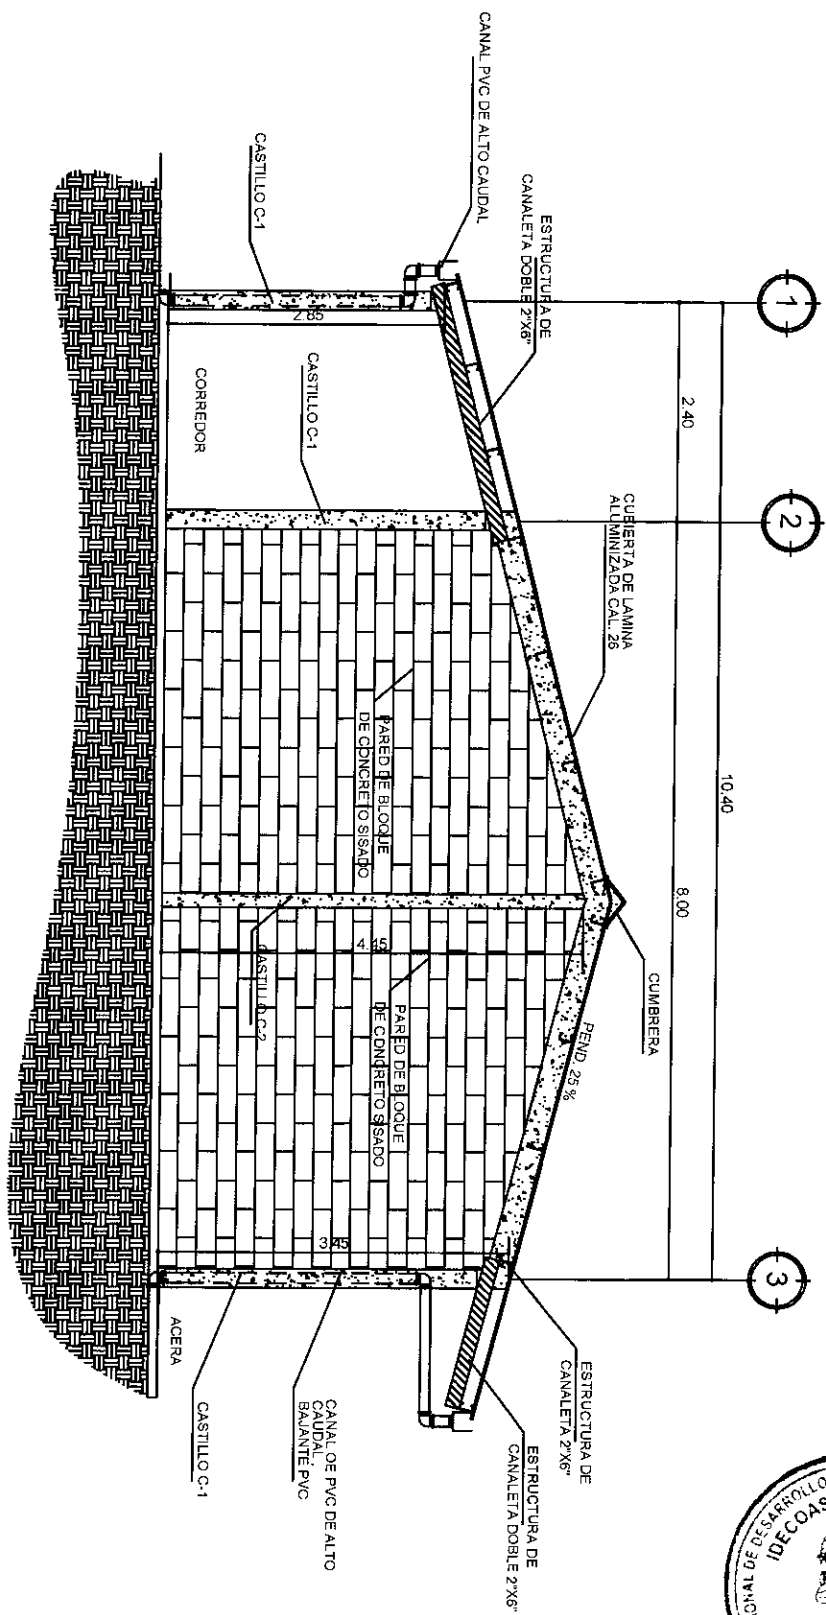 1
2
3
10.40
2.40
8.00
CUBIERTA DE LAMINA
ALUMINIZADA CAL. 26
CUMBRERA
PEND. 25 %
ESTRUCTURA DE
CANALETA DOBLE 2"X6"
CANAL PVC DE ALTO CAUDAL
ESTRUCTURA DE
CANALETA 2"X6"
ESTRUCTURA DE
CANALETA DOBLE 2"X6"
PARED DE BLOQUE
DE CONCRETO SISADO
PARED DE BLOQUE
DE CONCRETO SISADO
2.85
4.15
3.45
CASTILLO C-1
CASTILLO C-1
CASTILLO C-2
CORREDOR
CANAL DE PVC DE ALTO
CAUDAL,
BAJANTE PVC
ACERA
CASTILLO C-1
DE DESARROLLO
IDECOAS